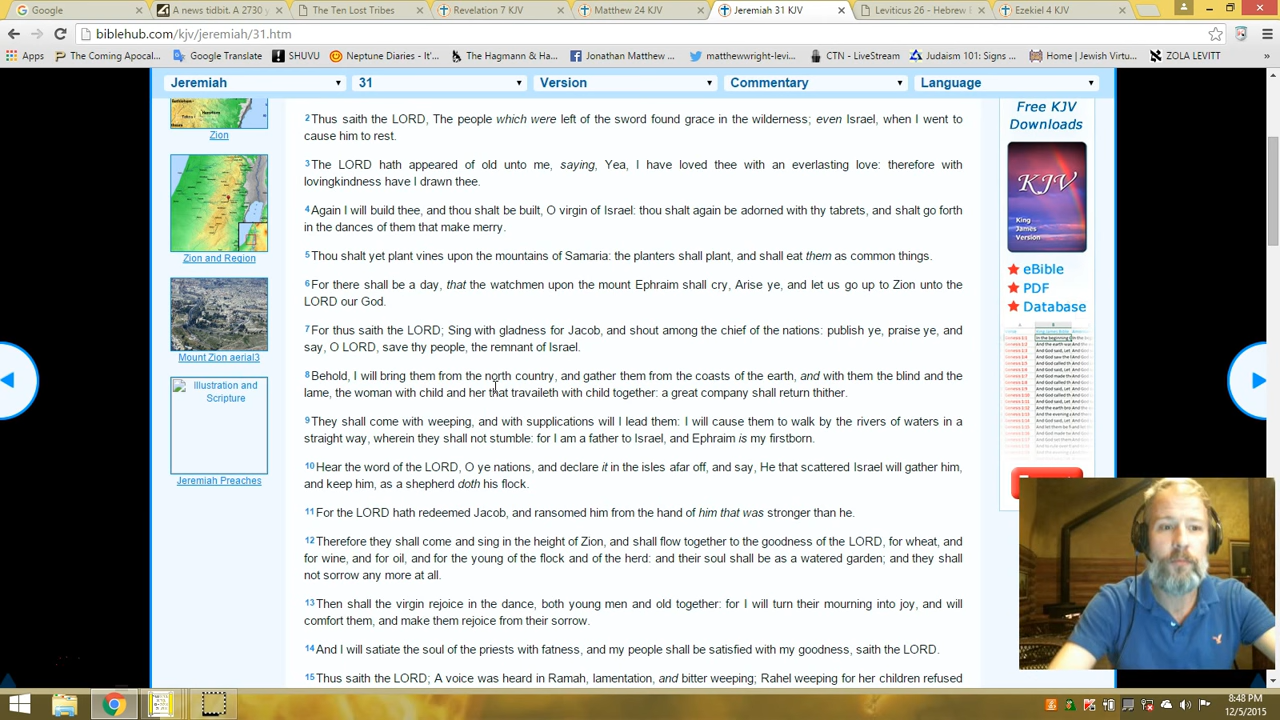 Google
A news tidbit. A 2730 y
The Ten Lost Tribes
Revelation 7 KJV
Matthew 24 KJV
Jeremiah 31 KJV
Leviticus 26 - Hebrew E
Ezekiel 4 KJV
biblehub.com/kjv/jeremiah/31.htm
Apps
The Coming Apocal...
Google Translate
SHUVU
Neptune Diaries - It'...
The Hagmann & Ha...
Jonathan Matthew ...
matthewwright-levi...
CTN - LiveStream
Judaism 101: Signs ...
Home | Jewish Virtu...
ZOLA LEVITT
Jeremiah
31
Version
Commentary
Language
Zion
Zion and Region
Mount Zion aerial3
Illustration and
Scripture
Jeremiah Preaches
2Thus saith the LORD, The people which were left of the sword found grace in the wilderness; even Israel, when I went to
cause him to rest.
3The LORD hath appeared of old unto me, saying, Yea, I have loved thee with an everlasting love: therefore with
lovingkindness have I drawn thee.
4Again I will build thee, and thou shalt be built, O virgin of Israel: thou shalt again be adorned with thy tabrets, and shalt go forth
in the dances of them that make merry.
5Thou shalt yet plant vines upon the mountains of Samaria: the planters shall plant, and shall eat them as common things.
6For there shall be a day, that the watchmen upon the mount Ephraim shall cry, Arise ye, and let us go up to Zion unto the
LORD our God.
7For thus saith the LORD; Sing with gladness for Jacob, and shout among the chief of the nations: publish ye, praise ye, and
say, O LORD, save thy people, the remnant of Israel.
8Behold, I will bring them from the north country, and gather them from the coasts of the earth, and with them the blind and the
the woman with child and her that travaileth with child together: a great company shall return thither.
come with weeping, and with supplications will I lead them: I will cause them to walk by the rivers of waters in a
straight way, wherein they shall not stumble: for I am a father to Israel, and Ephraim is my firstborn.
10Hear the word of the LORD, O ye nations, and declare it in the isles afar off, and say, He that scattered Israel will gather him,
and keep him, as a shepherd doth his flock.
11For the LORD hath redeemed Jacob, and ransomed him from the hand of him that was stronger than he.
12Therefore they shall come and sing in the height of Zion, and shall flow together to the goodness of the LORD, for wheat, and
for wine, and for oil, and for the young of the flock and of the herd: and their soul shall be as a watered garden; and they shall
not sorrow any more at all.
13Then shall the virgin rejoice in the dance, both young men and old together: for I will turn their mourning into joy, and will
comfort them, and make them rejoice from their sorrow.
14And I will satiate the soul of the priests with fatness, and my people shall be satisfied with my goodness, saith the LORD.
15Thus saith the LORD; A voice was heard in Ramah, lamentation, and bitter weeping; Rahel weeping for her children refused
Free KJV
Downloads
KJV
King
James
Version
eBible
PDF
Database
8:48 PM
12/5/2015